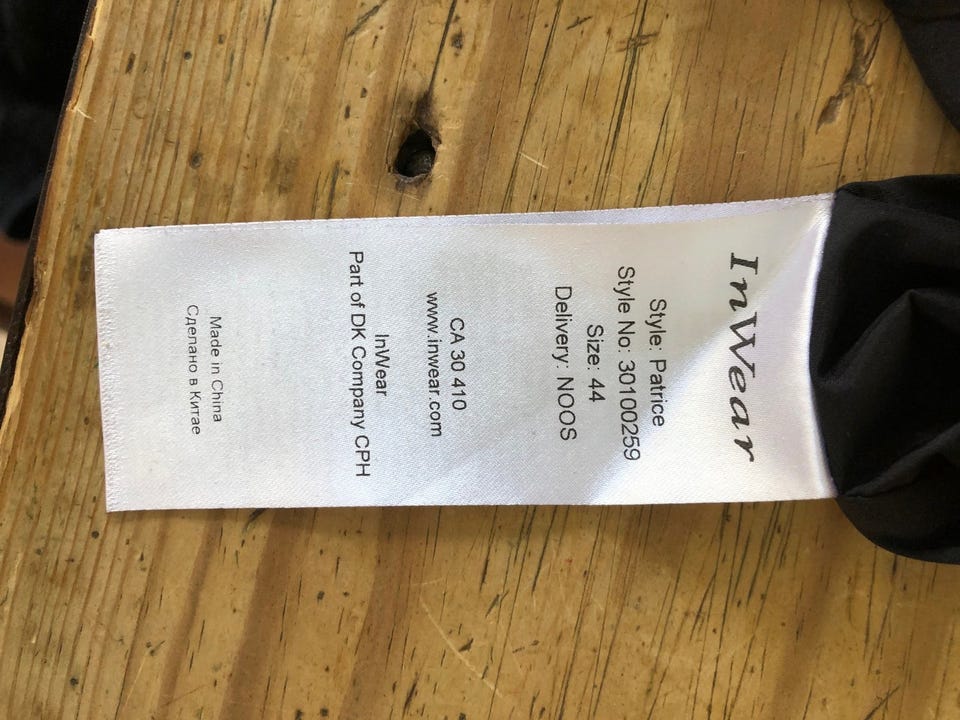 InWear
Style: Patrice
Style No: 30100259
Size: 44
Delivery: NOOS
CA 30 410
www.inwear.com
InWear
Part of DK Company CPH
Made in China
Сделано в Китае